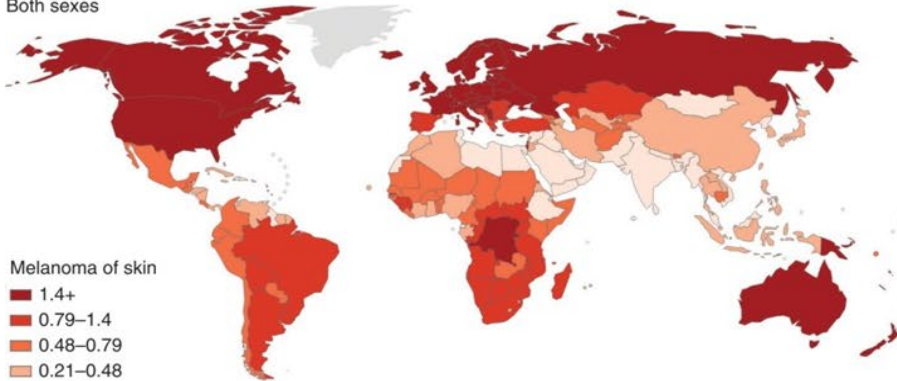 Both sexes
Melanoma of skin
1.4+
0.79–1.4
0.48–0.79
0.21–0.48